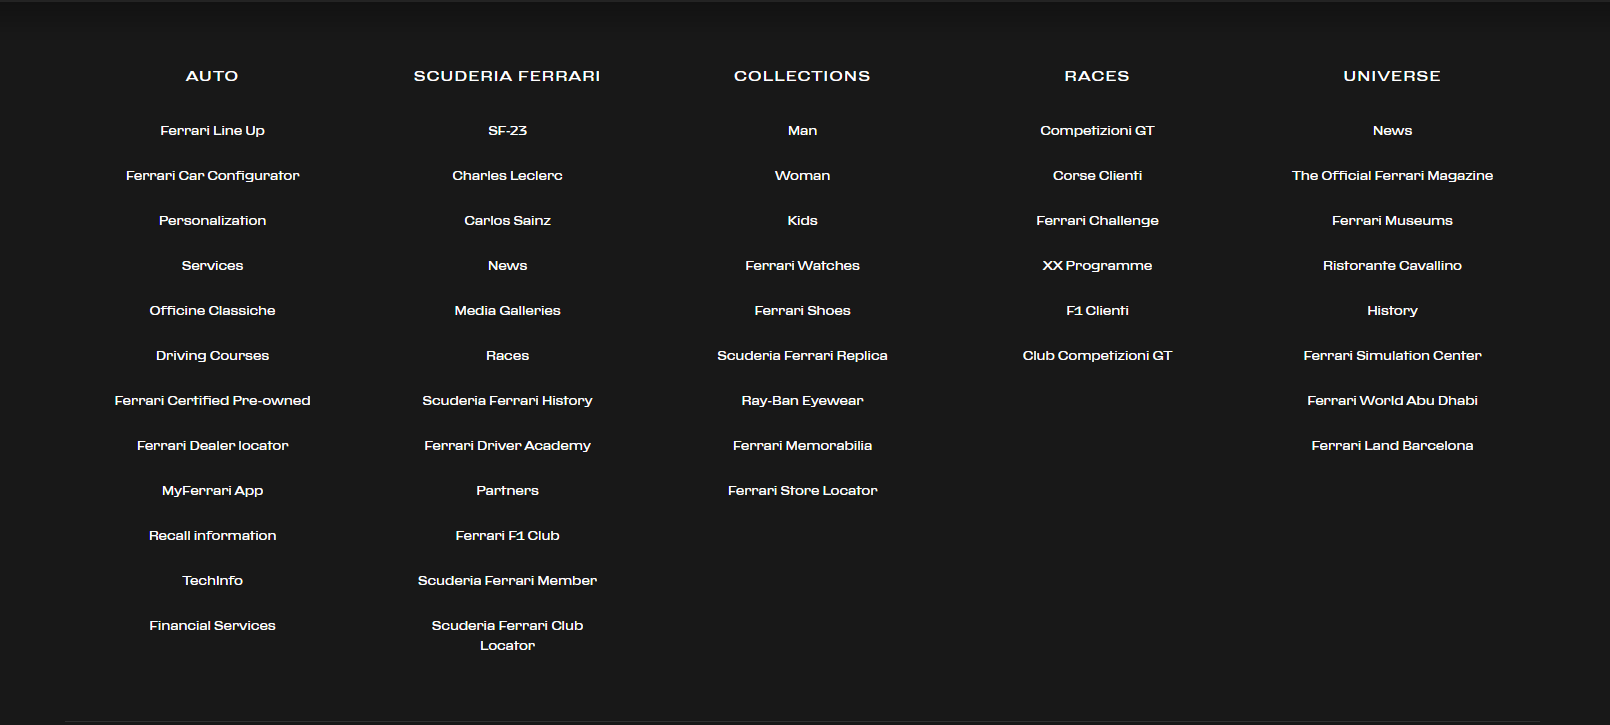 AUTO
Ferrari Line Up
Ferrari Car Configurator
Personalization
Services
Officine Classiche
Driving Courses
Ferrari Certified Pre-owned
Ferrari Dealer locator
MyFerrari App
Recall information
TechInfo
Financial Services
SCUDERIA FERRARI
SF-23
Charles Leclerc
Carlos Sainz
News
Media Galleries
Races
Scuderia Ferrari History
Ferrari Driver Academy
Partners
Ferrari F1 Club
Scuderia Ferrari Member
Scuderia Ferrari Club
Locator
COLLECTIONS
Man
Woman
Kids
Ferrari Watches
Ferrari Shoes
Scuderia Ferrari Replica
Ray-Ban Eyewear
Ferrari Memorabilia
Ferrari Store Locator
RACES
Competizioni GT
Corse Clienti
Ferrari Challenge
XX Programme
F1 Clienti
Club Competizioni GT
UNIVERSE
News
The Official Ferrari Magazine
Ferrari Museums
Ristorante Cavallino
History
Ferrari Simulation Center
Ferrari World Abu Dhabi
Ferrari Land Barcelona